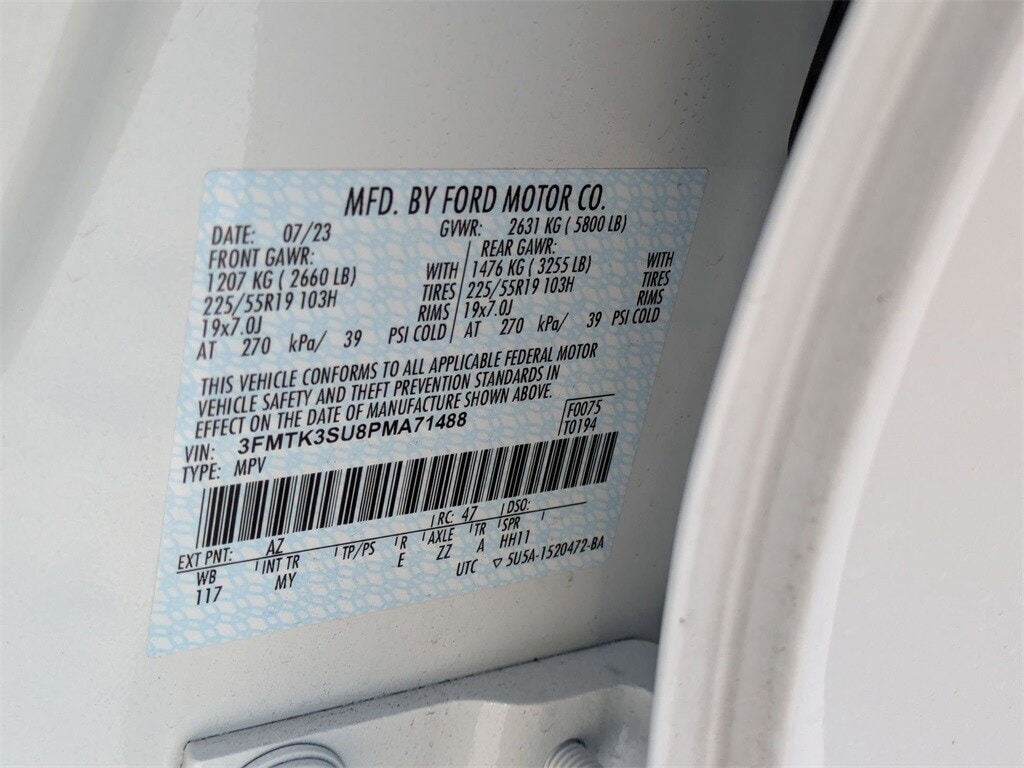 MFD. BY FORD MOTOR CO.
DATE: 07/23 GVWR: 2631 KG ( 5800 LB)
FRONT GAWR: REAR GAWR:
1207 KG ( 2660 LB) WITH 1476 KG ( 3255 LB) WITH
225/55R19 103H TIRES 225/55R19 103H TIRES
19x7.0J RIMS 19x7.0J RIMS
AT 270 kPa/ 39 PSI COLD AT 270 kPa/ 39 PSI COLD
THIS VEHICLE CONFORMS TO ALL APPLICABLE FEDERAL MOTOR
VEHICLE SAFETY AND THEFT PREVENTION STANDARDS IN
EFFECT ON THE DATE OF MANUFACTURE SHOWN ABOVE.
VIN: 3FMTK3SU8PMA71488 F0075
TYPE: MPV T0194
EXT PNT: AZ RC: 47 DSO:
WB INT TR TP/PS R AXLE TR SPR
117 MY E ZZ A HH11
UTC ▽ 5U5A-1520472-BA